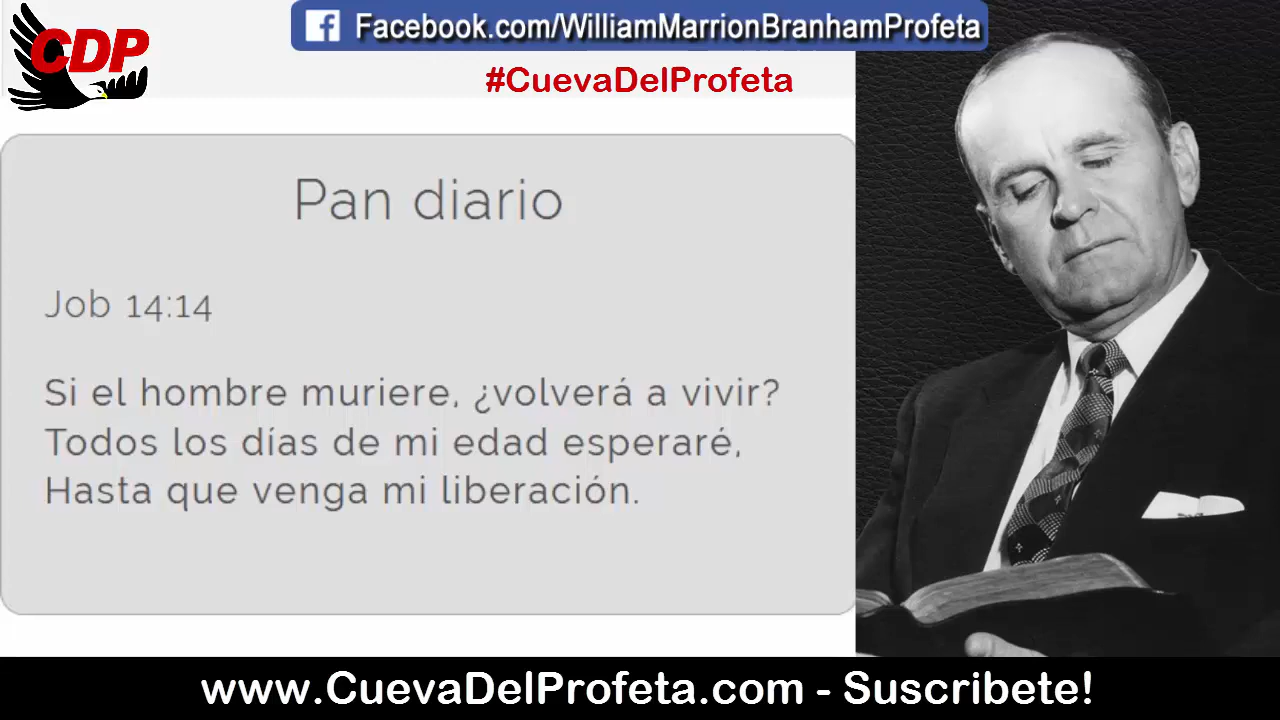 Facebook.com/WilliamMarrionBranhamProfeta
CDP
#CuevaDelProfeta
Pan diario
Job 14:14
Si el hombre muriere, ¿volverá a vivir?
Todos los días de mi edad esperaré,
Hasta que venga mi liberación.
www.CuevaDelProfeta.com - Suscribete!